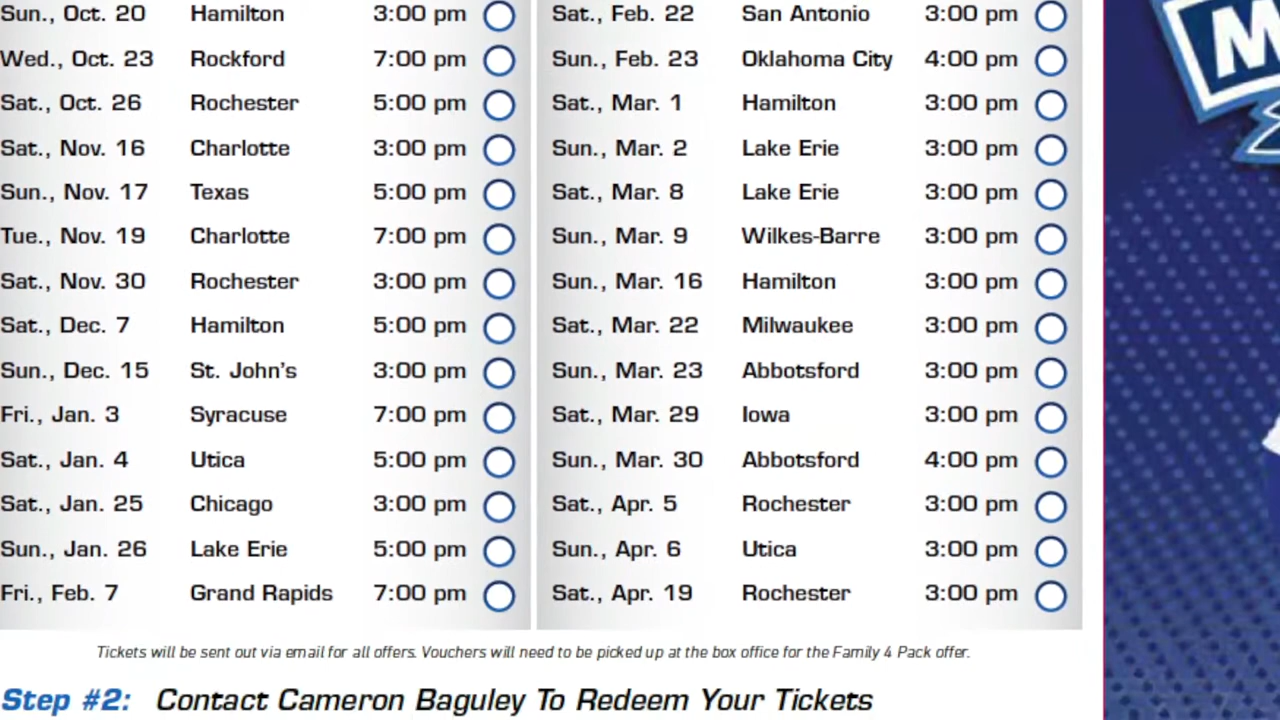 Sun., Oct. 20 Hamilton 3:00 pm
Wed., Oct. 23 Rockford 7:00 pm
Sat., Oct. 26 Rochester 5:00 pm
Sat., Nov. 16 Charlotte 3:00 pm
Sun., Nov. 17 Texas 5:00 pm
Tue., Nov. 19 Charlotte 7:00 pm
Sat., Nov. 30 Rochester 3:00 pm
Sat., Dec. 7 Hamilton 5:00 pm
Sun., Dec. 15 St. John's 3:00 pm
Fri., Jan. 3 Syracuse 7:00 pm
Sat., Jan. 4 Utica 5:00 pm
Sat., Jan. 25 Chicago 3:00 pm
Sun., Jan. 26 Lake Erie 5:00 pm
Fri., Feb. 7 Grand Rapids 7:00 pm
Sat., Feb. 22 San Antonio 3:00 pm
Sun., Feb. 23 Oklahoma City 4:00 pm
Sat., Mar. 1 Hamilton 3:00 pm
Sun., Mar. 2 Lake Erie 3:00 pm
Sat., Mar. 8 Lake Erie 3:00 pm
Sun., Mar. 9 Wilkes-Barre 3:00 pm
Sun., Mar. 16 Hamilton 3:00 pm
Sat., Mar. 22 Milwaukee 3:00 pm
Sun., Mar. 23 Abbotsford 3:00 pm
Sat., Mar. 29 Iowa 3:00 pm
Sun., Mar. 30 Abbotsford 4:00 pm
Sat., Apr. 5 Rochester 3:00 pm
Sun., Apr. 6 Utica 3:00 pm
Sat., Apr. 19 Rochester 3:00 pm
Tickets will be sent out via email for all offers. Vouchers will need to be picked up at the box office for the Family 4 Pack offer.
Step #2: Contact Cameron Baguley To Redeem Your Tickets